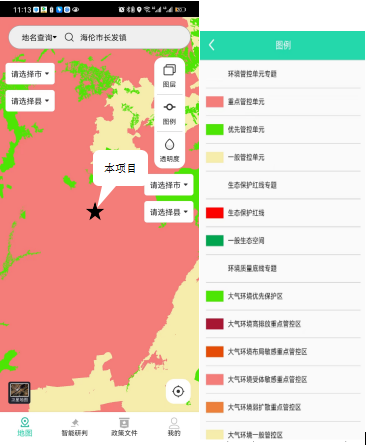 11:13
地名查询 海伦市长发镇
请选择市
请选择县
图层
图例
透明度
本项目
请选择市
请选择县
地图
智能研判
政策文件
我的
图例
环境管控单元专题
重点管控单元
优先管控单元
一般管控单元
生态保护红线专题
生态保护红线
一般生态空间
环境质量底线专题
大气环境优先保护区
大气环境高排放重点管控区
大气环境布局敏感重点管控区
大气环境受体敏感重点管控区
大气环境弱扩散重点管控区
大气环境一般管控区